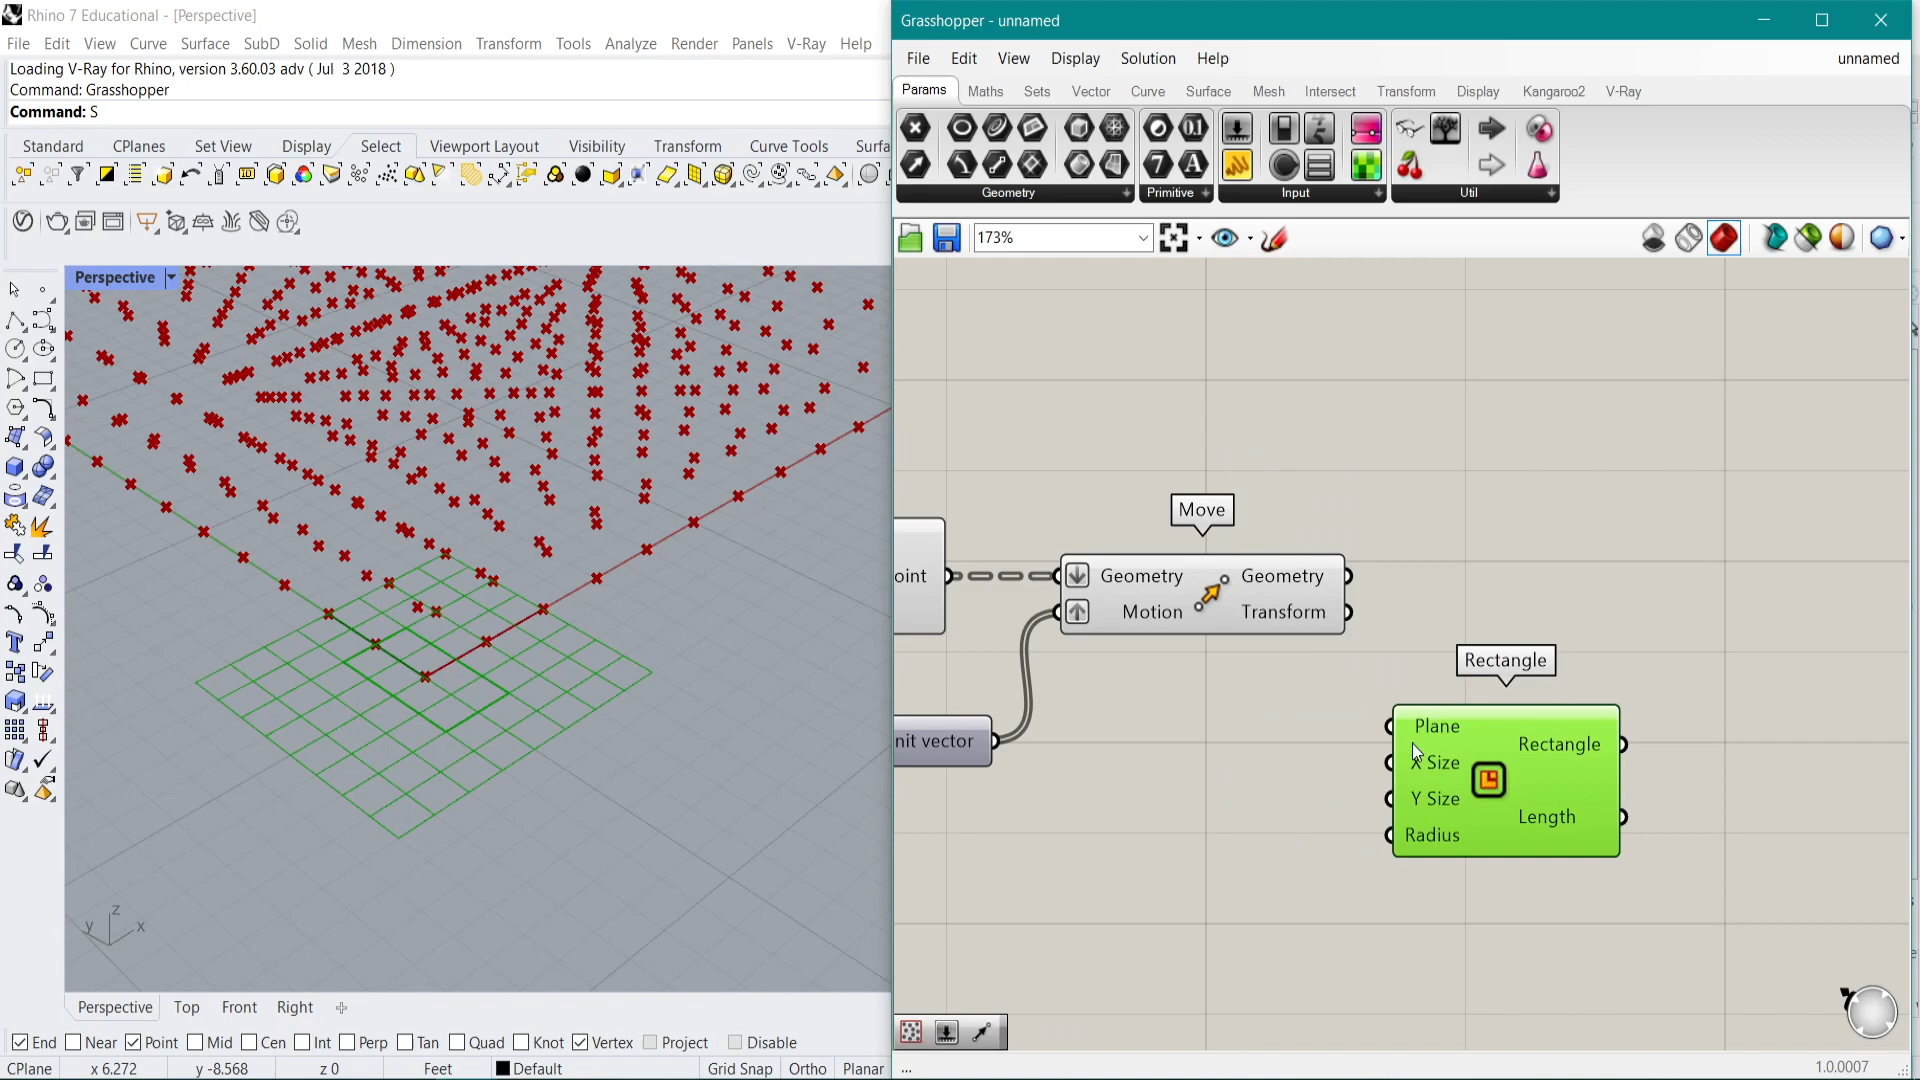 Rhino 7 Educational - [Perspective]
File Edit View Curve Surface SubD Solid Mesh Dimension Transform Tools Analyze Render Panels V-Ray Help
Loading V-Ray for Rhino, version 3.60.03 adv ( Jul 3 2018 )
Command: Grasshopper
Command: S
Standard CPlanes Set View Display Select Viewport Layout Visibility Transform Curve Tools Surfa
Perspective
z
y x
Perspective Top Front Right
End Near Point Mid Cen Int Perp Tan Quad Knot Vertex Project Disable
CPlane x 6.272 y -8.568 z 0 Feet Default Grid Snap Ortho Planar
Grasshopper - unnamed
File Edit View Display Solution Help unnamed
Params Maths Sets Vector Curve Surface Mesh Intersect Transform Display Kangaroo2 V-Ray
Geometry Primitive Input Util
173%
Move
oint Geometry Geometry
Motion Transform
nit vector
Rectangle
Plane
Rectangle
X Size
Y Size
Length
Radius
...
1.0.0007